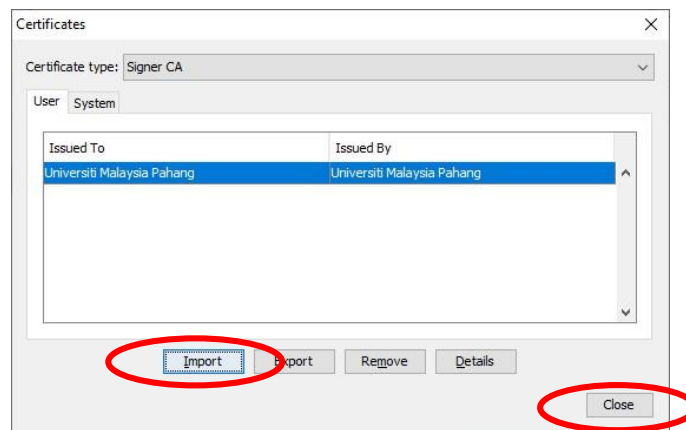 Certificates
Certificate type: Signer CA
User System
Issued To Issued By
Universiti Malaysia Pahang Universiti Malaysia Pahang
Import Export Remove Details
Close